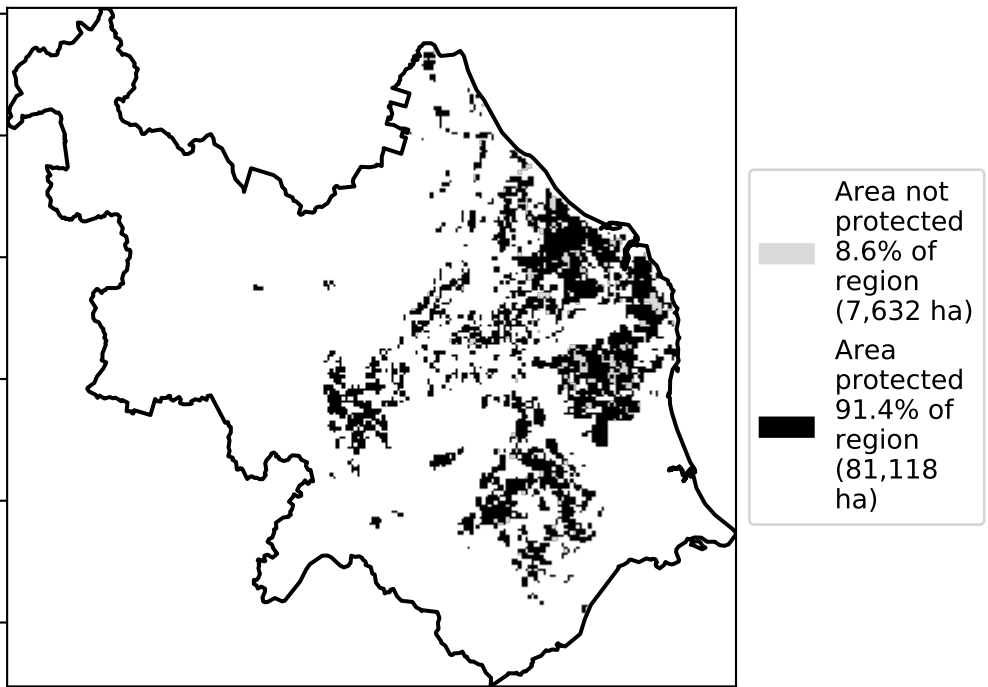 Area not
protected
8.6% of
region
(7,632 ha)
Area
protected
91.4% of
region
(81,118
ha)